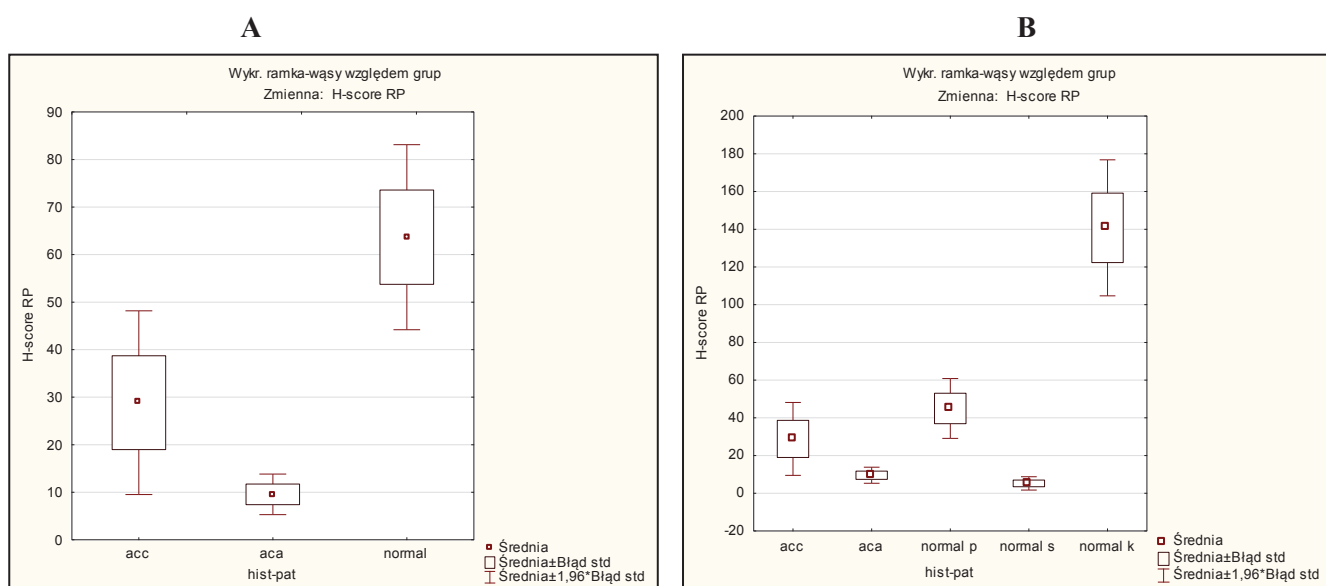 A
Wykr. ramka-wąsy względem grup
Zmienna: H-score RP
90
80
70
60
50
40
30
20
10
0
H-score RP
acc aca normal
hist-pat
Średnia
Średnia±Błąd std
Średnia±1,96*Błąd std
B
Wykr. ramka-wąsy względem grup
Zmienna: H-score RP
200
180
160
140
120
100
80
60
40
20
0
-20
H-score RP
acc aca normal p normal s normal k
hist-pat
Średnia
Średnia±Błąd std
Średnia±1,96*Błąd std